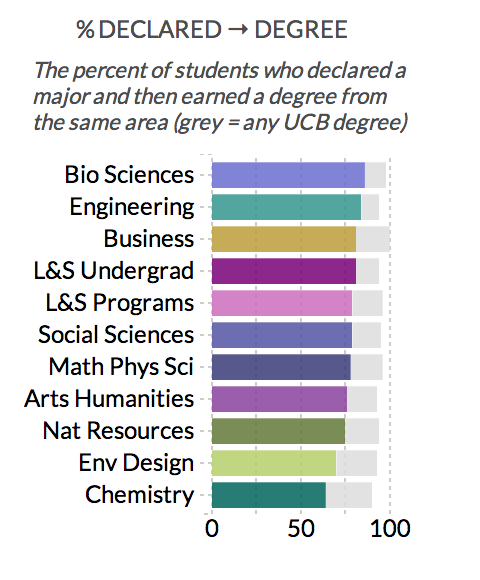 % DECLARED → DEGREE
The percent of students who declared a
major and then earned a degree from
the same area (grey = any UCB degree)
Bio Sciences
Engineering
Business
L&S Undergrad
L&S Programs
Social Sciences
Math Phys Sci
Arts Humanities
Nat Resources
Env Design
Chemistry
0 50 100